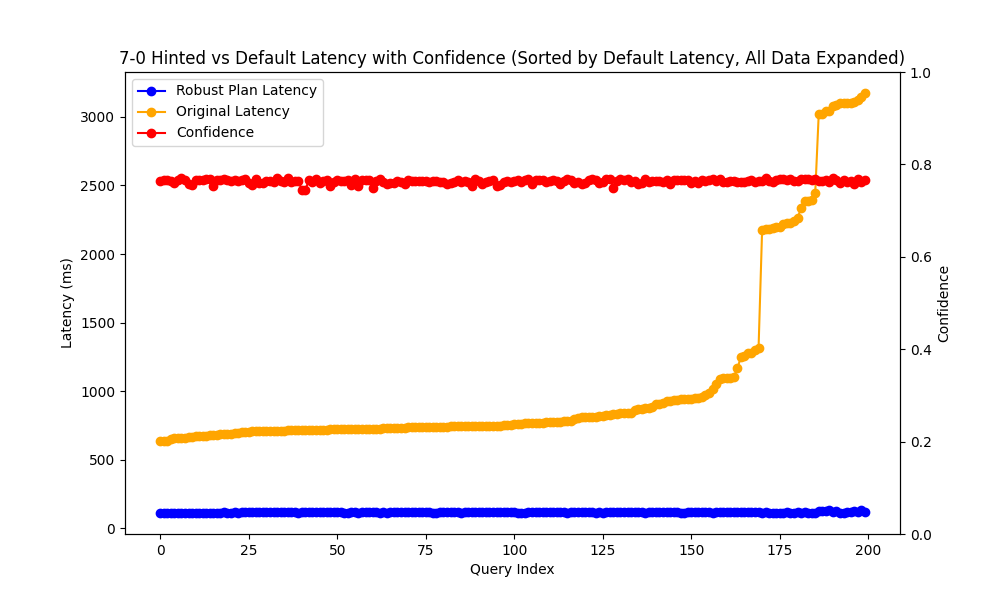 7-0 Hinted vs Default Latency with Confidence (Sorted by Default Latency, All Data Expanded)
Robust Plan Latency
Original Latency
Confidence
Latency (ms)
3000
2500
2000
1500
1000
500
0
1.0
0.8
0.6
0.4
0.2
0.0
Confidence
0 25 50 75 100 125 150 175 200
Query Index